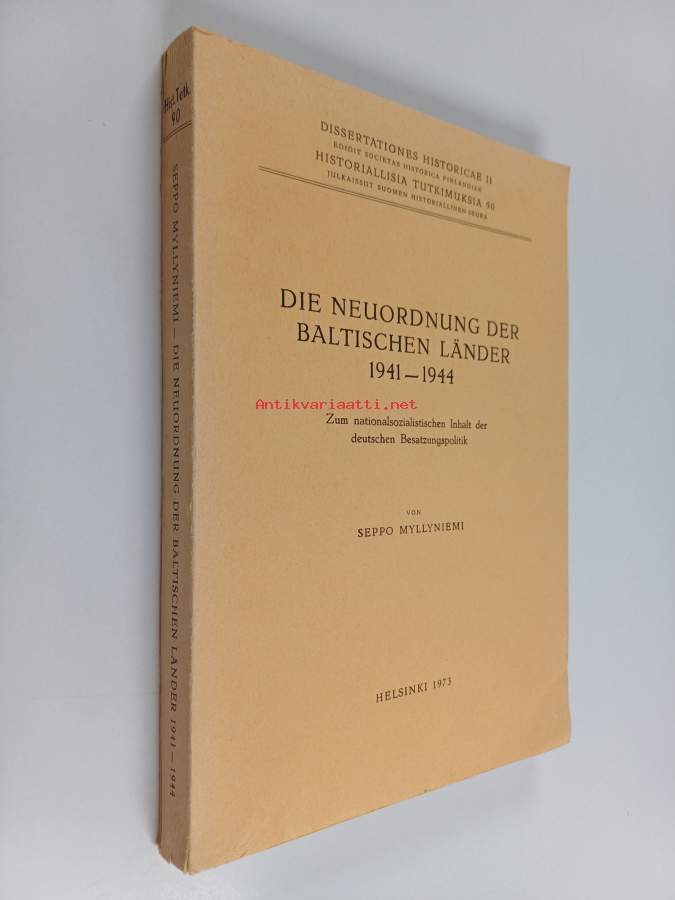 Hist. Tutk.
90
SEPPO MYLLYNIEMI — DIE NEUORDNUNG DER BALTISCHEN LÄNDER 1941 — 1944
DISSERTATIONES HISTORICAE II
EDIDIT SOCIETAS HISTORICA FINLANDIAE
HISTORIALLISIA TUTKIMUKSIA 90
JULKAISSUT SUOMEN HISTORIALLINEN SEURA
DIE NEUORDNUNG DER
BALTISCHEN LÄNDER
1941 — 1944
Antikvariaatti.net
Zum nationalsozialistischen Inhalt der
deutschen Besatzungspolitik
VON
SEPPO MYLLYNIEMI
HELSINKI 1973